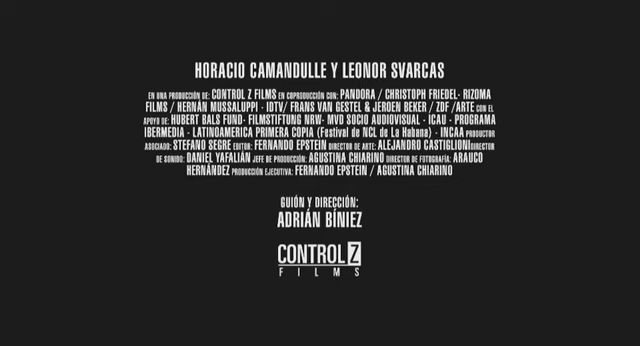 HORACIO CAMANDULLE Y LEONOR SVARCAS
EN UNA PRODUCCIÓN DE: CONTROL Z FILMS EN COPRODUCCIÓN CON: PANDORA / CHRISTOPH FRIEDEL- RIZOMA
FILMS / HERNÁN MUSSALUPPI - IDTV/ FRANS VAN GESTEL & JEROEN BEKER / ZDF /ARTE CON EL
APOYO DE: HUBERT BALS FUND- FILMSTIFTUNG NRW- MVD SOCIO AUDIOVISUAL - ICAU - PROGRAMA
IBERMEDIA - LATINOAMERICA PRIMERA COPIA (Festival de NCL de La Habana) - INCAA PRODUCTOR
ASOCIADO: STEFANO SEGRE EDITOR: FERNANDO EPSTEIN DIRECTOR DE ARTE: ALEJANDRO CASTIGLIONI DIRECTOR
DE SONIDO: DANIEL YAFALIÁN JEFE DE PRODUCCIÓN: AGUSTINA CHIARINO DIRECTOR DE FOTOGRAFÍA: ARAUCO
HERNÁNDEZ PRODUCCIÓN EJECUTIVA: FERNANDO EPSTEIN / AGUSTINA CHIARINO
GUIÓN Y DIRECCIÓN:
ADRIÁN BÍNIEZ
CONTROL Z
FILMS